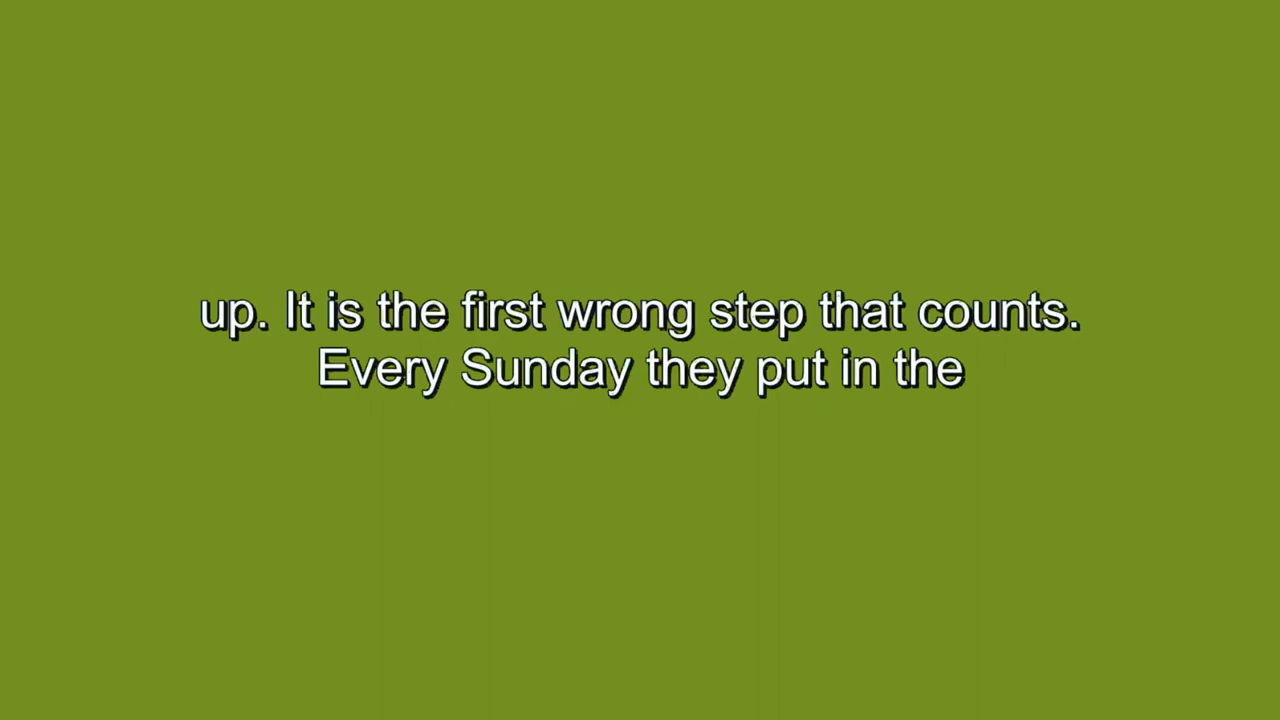 up. It is the first wrong step that counts.
Every Sunday they put in the